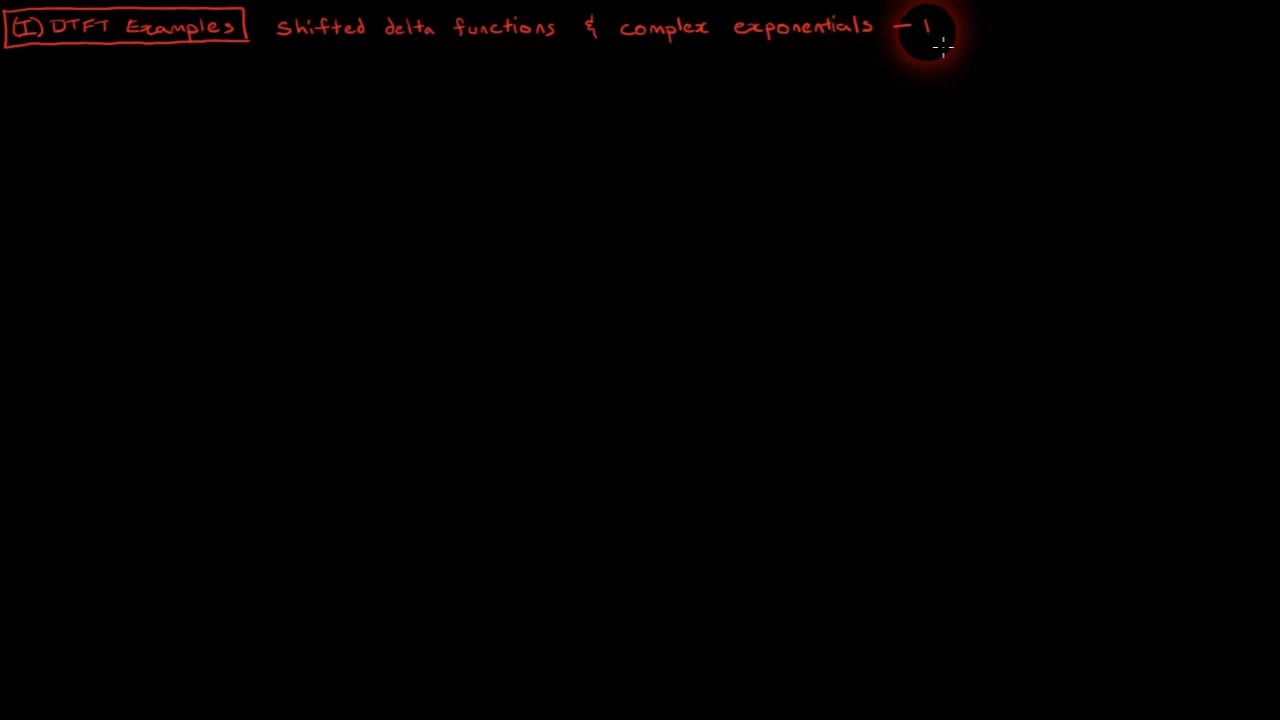 (I) DTFT Examples shifted delta functions & complex exponentials - 1